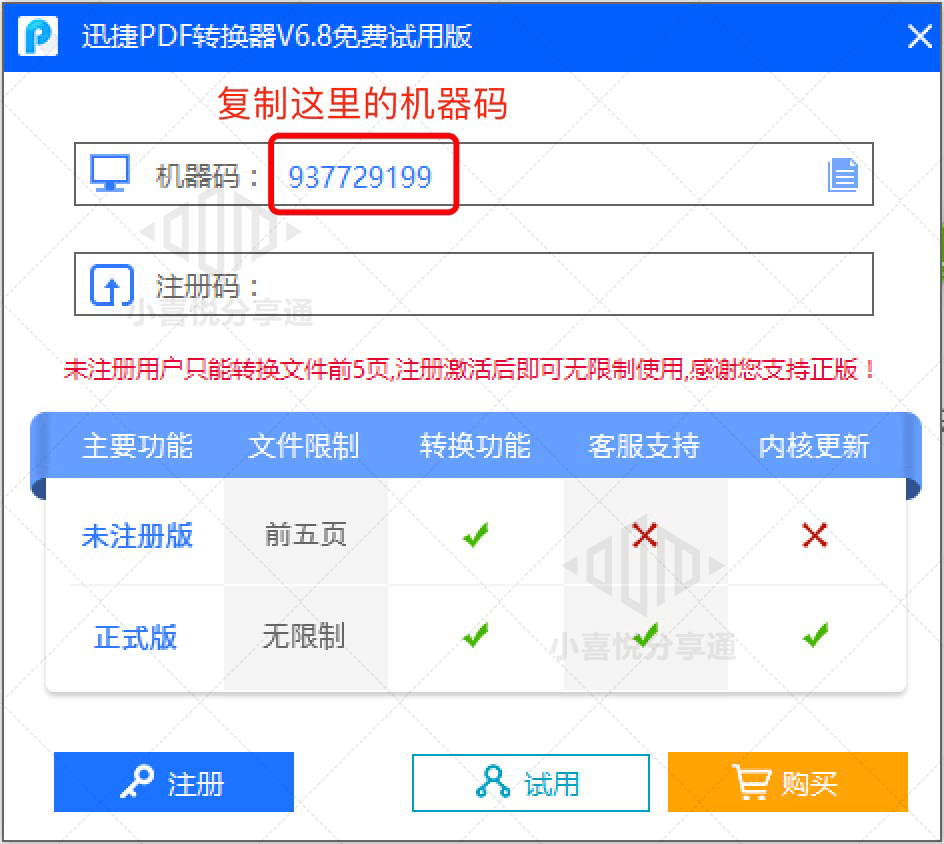 迅捷PDF转换器V6.8免费试用版
复制这里的机器码
机器码： 937729199
注册码：
小喜悦分享通
未注册用户只能转换文件前5页,注册激活后即可无限制使用,感谢您支持正版！
主要功能 文件限制 转换功能 客服支持 内核更新
未注册版 前五页
正式版 无限制
小喜悦分享通
注册 试用 购买